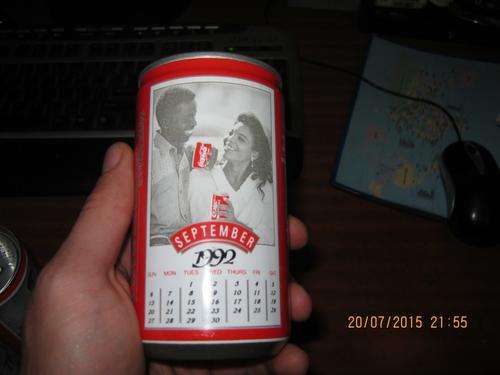 Coca-Cola
SEPTEMBER
1992
SUN MON TUES WED THURS FRI SAT
1 2 3 4 5
6 7 8 9 10 11 12
13 14 15 16 17 18 19
20 21 22 23 24 25 26
27 28 29 30
20/07/2015 21:55